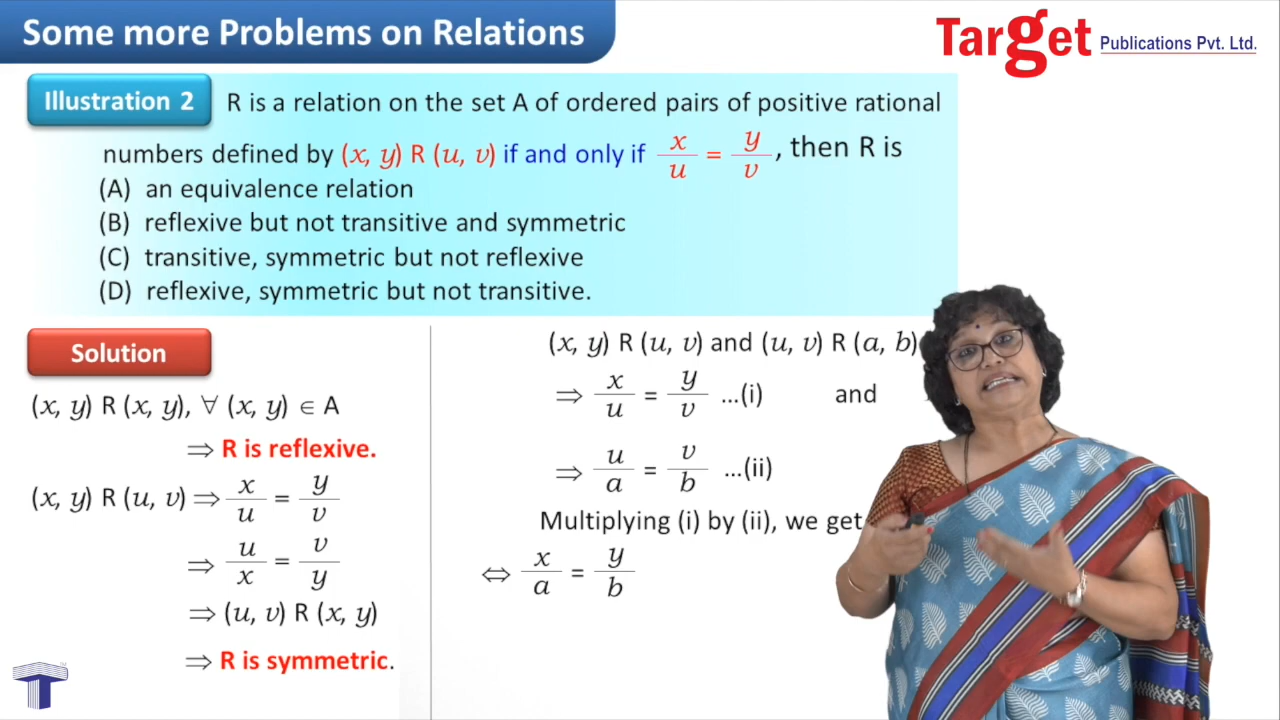 Some more Problems on Relations
Target Publications Pvt. Ltd.
Illustration 2
R is a relation on the set A of ordered pairs of positive rational
numbers defined by (x, y) R (u, v) if and only if x/u = y/v, then R is
(A) an equivalence relation
(B) reflexive but not transitive and symmetric
(C) transitive, symmetric but not reflexive
(D) reflexive, symmetric but not transitive.
Solution
(x, y) R (x, y), ∀ (x, y) ∈ A
⇒ R is reflexive.
(x, y) R (u, v) ⇒ x/u = y/v
⇒ u/x = v/y
⇒ (u, v) R (x, y)
⇒ R is symmetric.
(x, y) R (u, v) and (u, v) R (a, b)
⇒ x/u = y/v ...(i) and
⇒ u/a = v/b ...(ii)
Multiplying (i) by (ii), we get
⇔ x/a = y/b